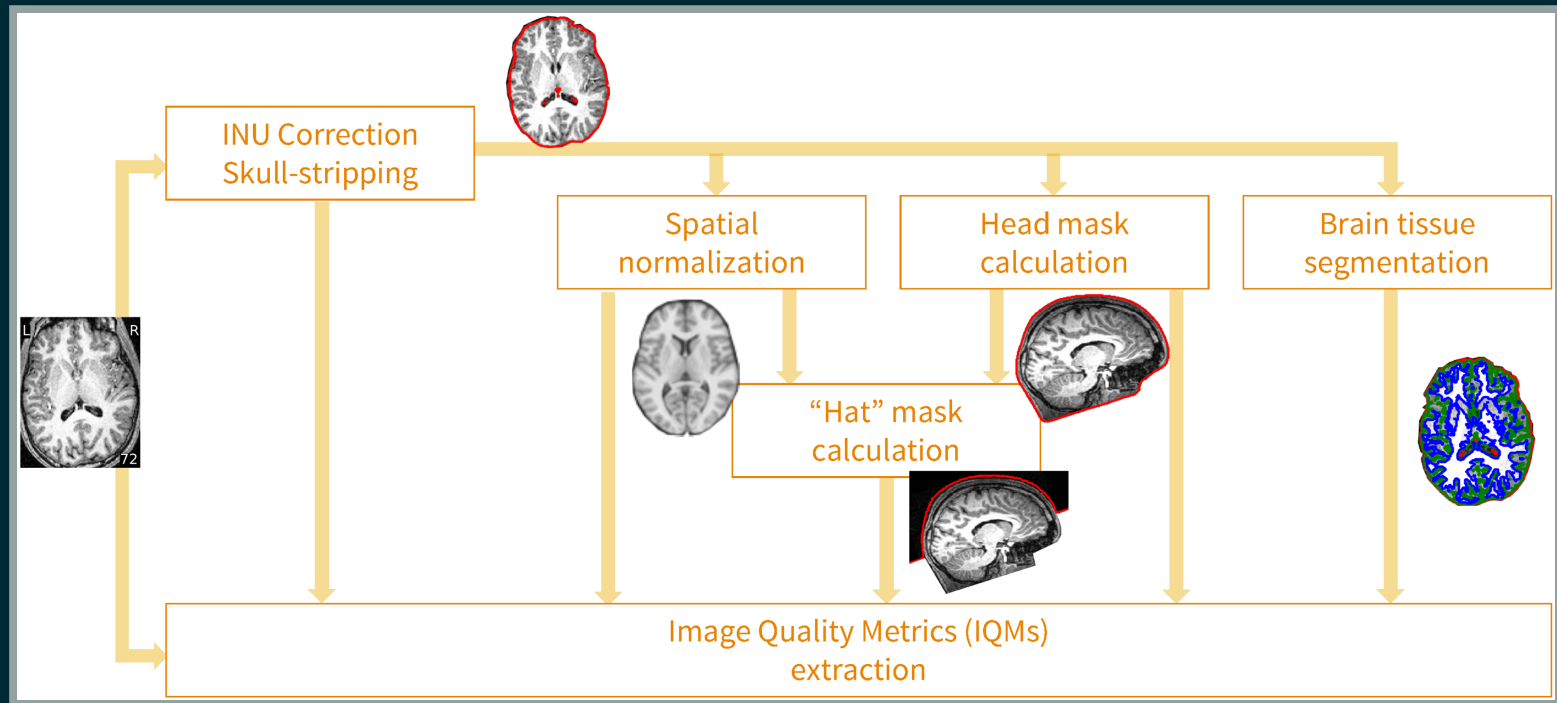 INU Correction
Skull-stripping
Spatial
normalization
Head mask
calculation
Brain tissue
segmentation
L R
72
“Hat” mask
calculation
Image Quality Metrics (IQMs)
extraction